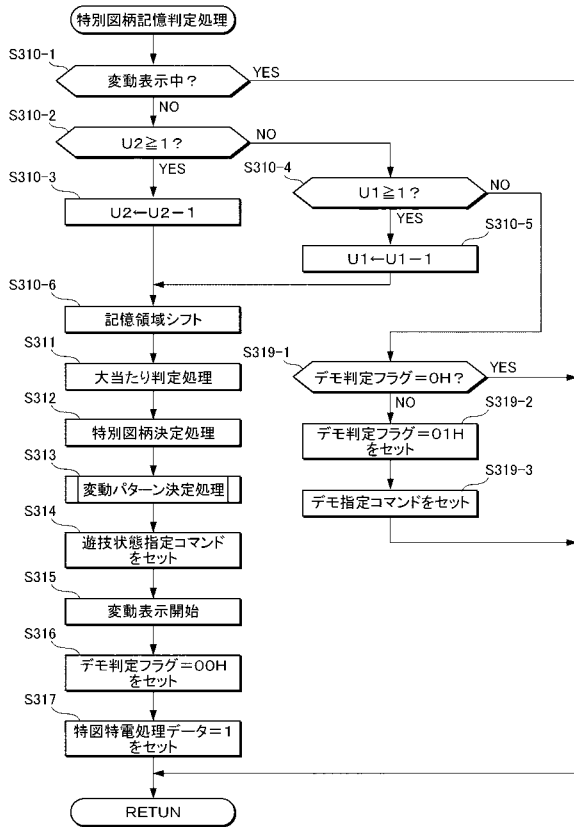 特別図柄記憶判定処理
S310-1
変動表示中?
YES
NO
S310-2
U2≧1?
NO
YES
S310-3
U2←U2-1
S310-4
U1≧1?
NO
YES
S310-5
U1←U1-1
S310-6
記憶領域シフト
S311
大当たり判定処理
S312
特別図柄決定処理
S313
変動パターン決定処理
S314
遊技状態指定コマンド
をセット
S315
変動表示開始
S316
デモ判定フラグ=00H
をセット
S317
特図特電処理データ=1
をセット
S319-1
デモ判定フラグ=0H?
YES
NO
S319-2
デモ判定フラグ=01H
をセット
S319-3
デモ指定コマンドをセット
RETUN